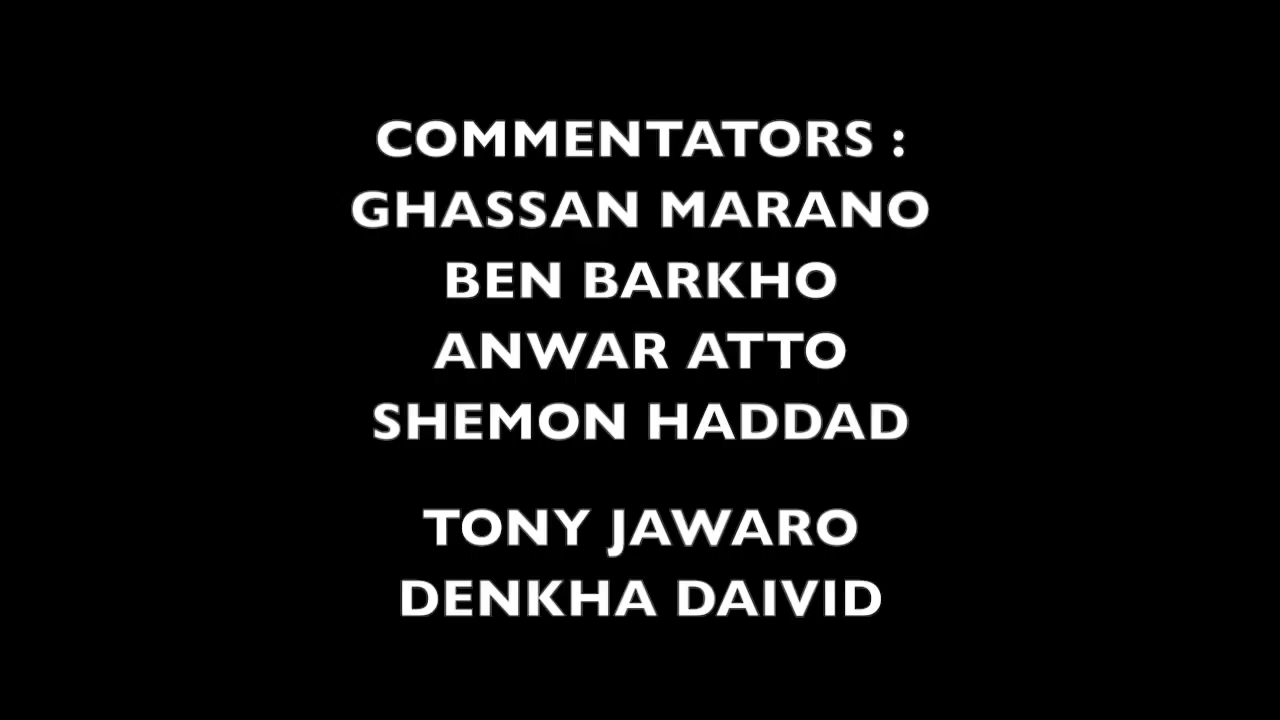 COMMENTATORS :
GHASSAN MARANO
BEN BARKHO
ANWAR ATTO
SHEMON HADDAD
TONY JAWARO
DENKHA DAIVID